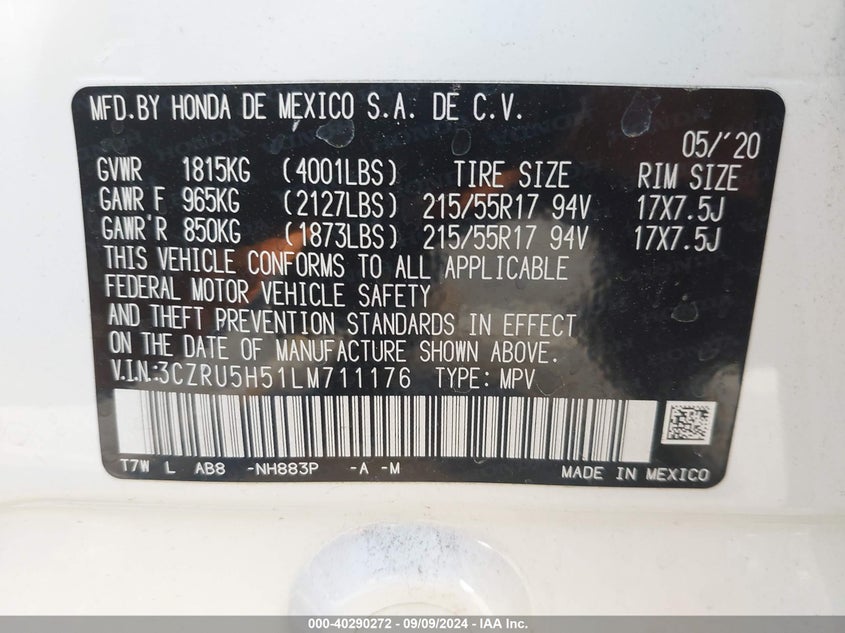 MFD.BY HONDA DE MEXICO S.A. DE C.V.
05/'20
GVWR 1815KG (4001LBS) TIRE SIZE RIM SIZE
GAWR F 965KG (2127LBS) 215/55R17 94V 17X7.5J
GAWR R 850KG (1873LBS) 215/55R17 94V 17X7.5J
THIS VEHICLE CONFORMS TO ALL APPLICABLE
FEDERAL MOTOR VEHICLE SAFETY
AND THEFT PREVENTION STANDARDS IN EFFECT
ON THE DATE OF MANUFACTURE SHOWN ABOVE.
V.I.N.:3CZRU5H51LM711176 TYPE: MPV
T7W L AB8 -NH883P -A -M MADE IN MEXICO
000-40290272 - 09/09/2024 - IAA Inc.